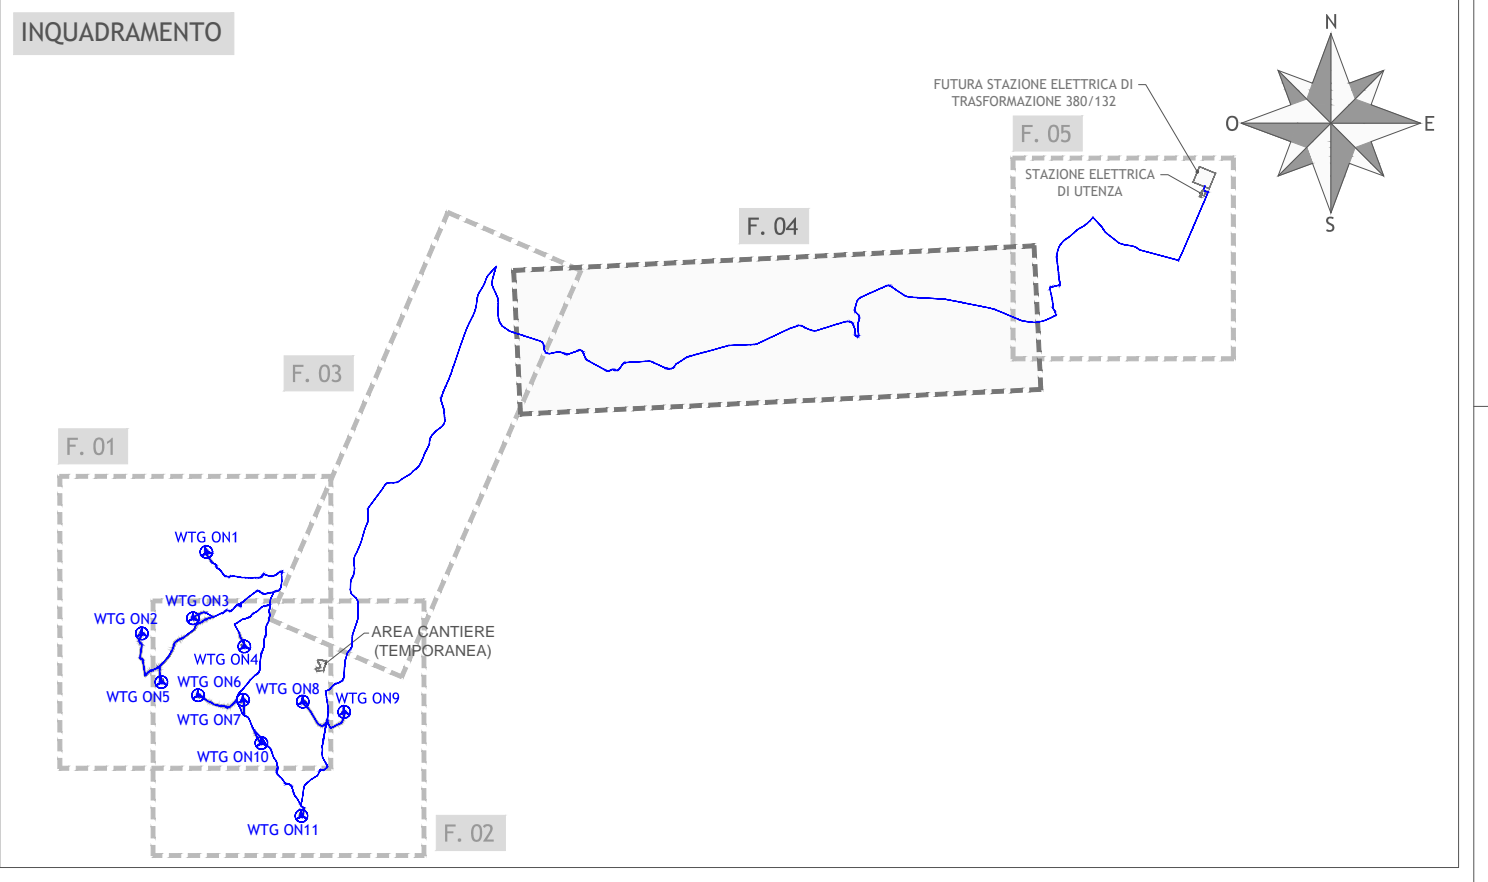 INQUADRAMENTO
N
FUTURA STAZIONE ELETTRICA DI
TRASFORMAZIONE 380/132
O
E
F. 05
STAZIONE ELETTRICA
DI UTENZA
S
F. 04
F. 03
F. 01
WTG ON1
WTG ON3
WTG ON2
AREA CANTIERE
(TEMPORANEA)
WTG ON4
WTG ON6
WTG ON8
WTG ON5
WTG ON9
WTG ON7
WTG ON10
WTG ON11
F. 02